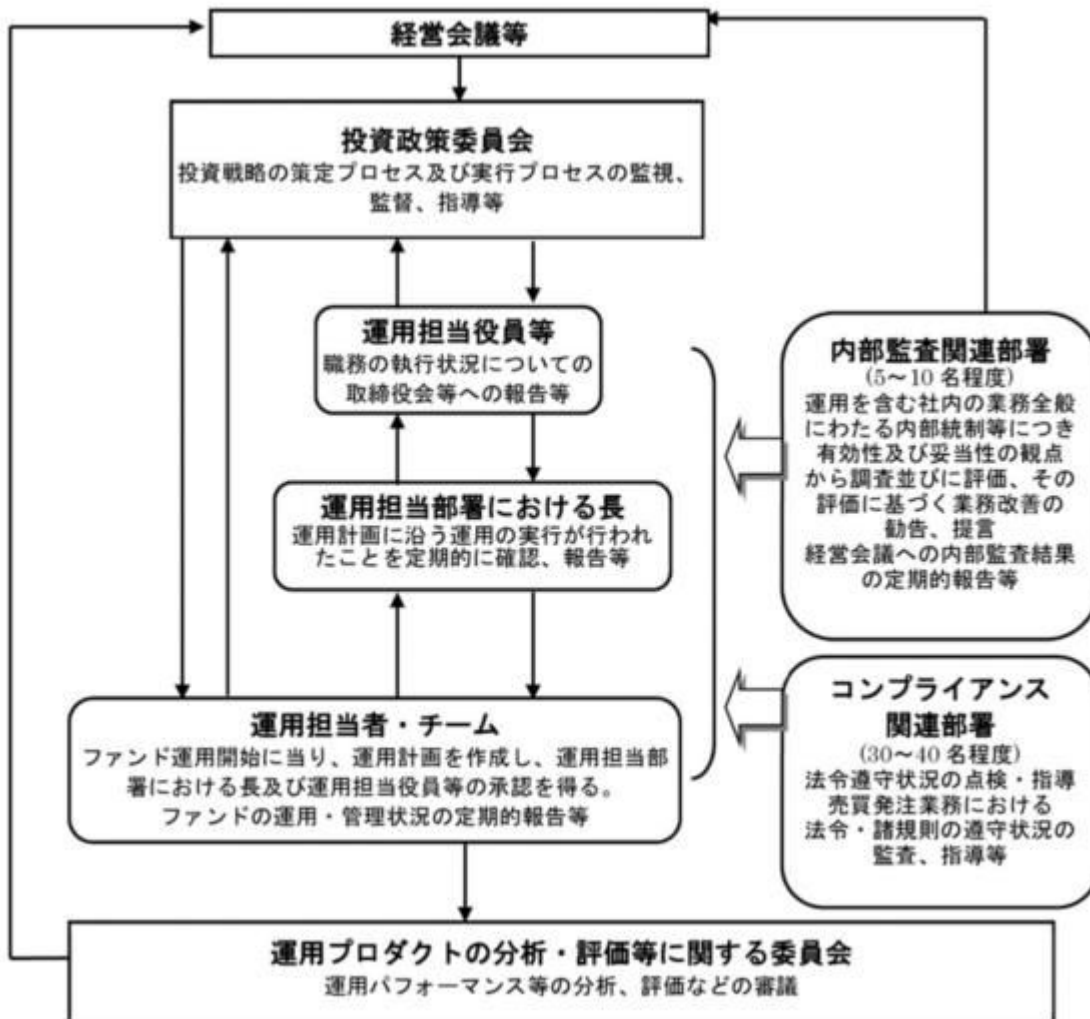 経営会議等
投資政策委員会
投資戦略の策定プロセス及び実行プロセスの監視、
監督、指導等
運用担当役員等
職務の執行状況についての
取締役会等への報告等
運用担当部署における長
運用計画に沿う運用の実行が行われ
たことを定期的に確認、報告等
運用担当者・チーム
ファンド運用開始に当り、運用計画を作成し、運用担当部
署における長及び運用担当役員等の承認を得る。
ファンドの運用・管理状況の定期的報告等
内部監査関連部署
(5～10 名程度)
運用を含む社内の業務全般
にわたる内部統制等につき
有効性及び妥当性の観点
から調査並びに評価、その
評価に基づく業務改善の
勧告、提言
経営会議への内部監査結果
の定期的報告等
コンプライアンス
関連部署
(30～40 名程度)
法令遵守状況の点検・指導
売買発注業務における
法令・諸規則の遵守状況の
監査、指導等
運用プロダクトの分析・評価等に関する委員会
運用パフォーマンス等の分析、評価などの審議